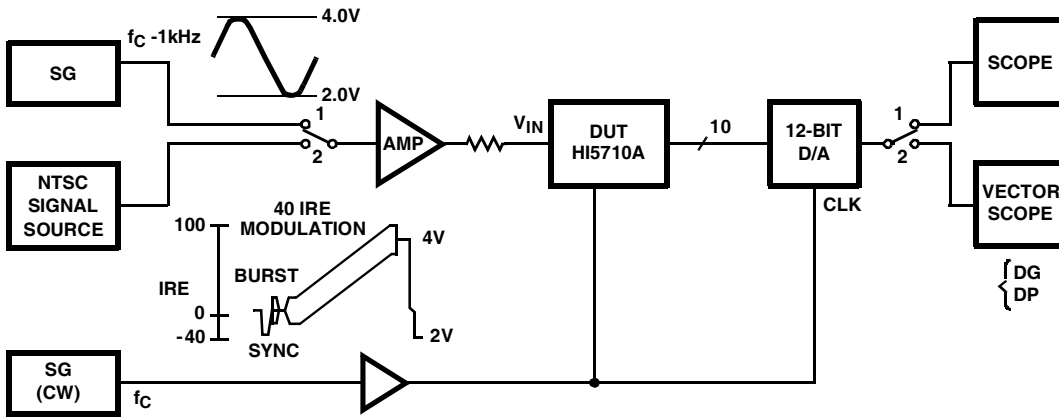 4.0V
fC -1kHz
2.0V
SG
1
2
AMP
VIN
DUT
HI5710A
10
12-BIT
D/A
CLK
1
2
SCOPE
NTSC
SIGNAL
SOURCE
VECTOR
SCOPE
DG
DP
40 IRE
MODULATION
100
4V
BURST
IRE
0
-40
2V
SYNC
SG
(CW)
fC